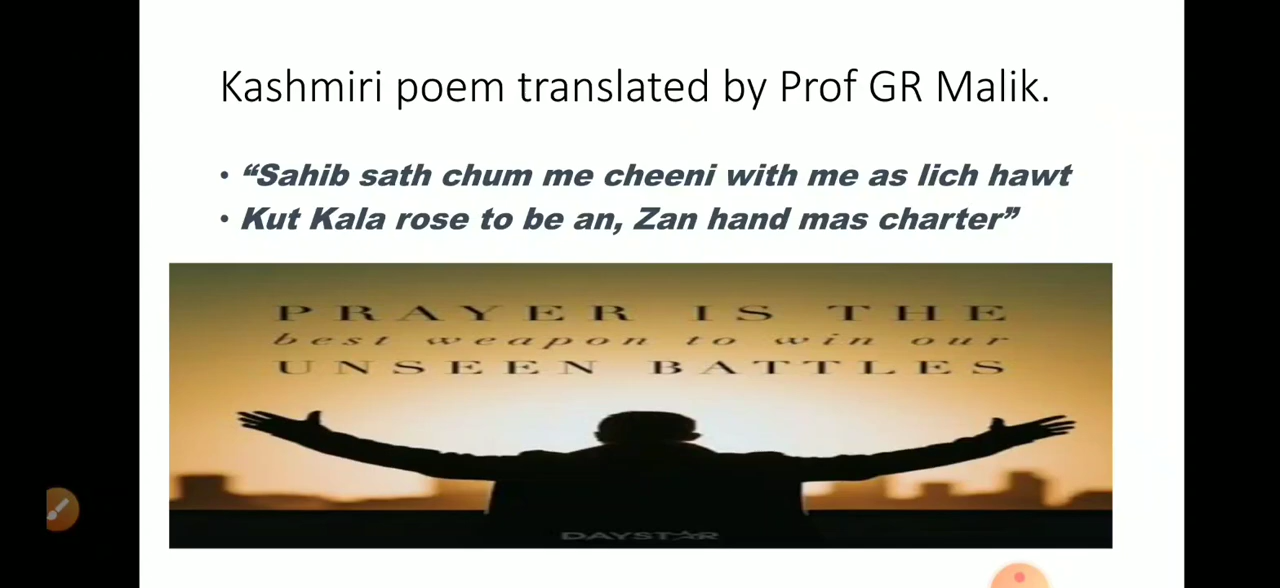 Kashmiri poem translated by Prof GR Malik.
• “Sahib sath chum me cheeni with me as lich hawt
• Kut Kala rose to be an, Zan hand mas charter”
PRAYER IS THE
best weapon to win our
UNSEEN BATTLES
DAYSTAR